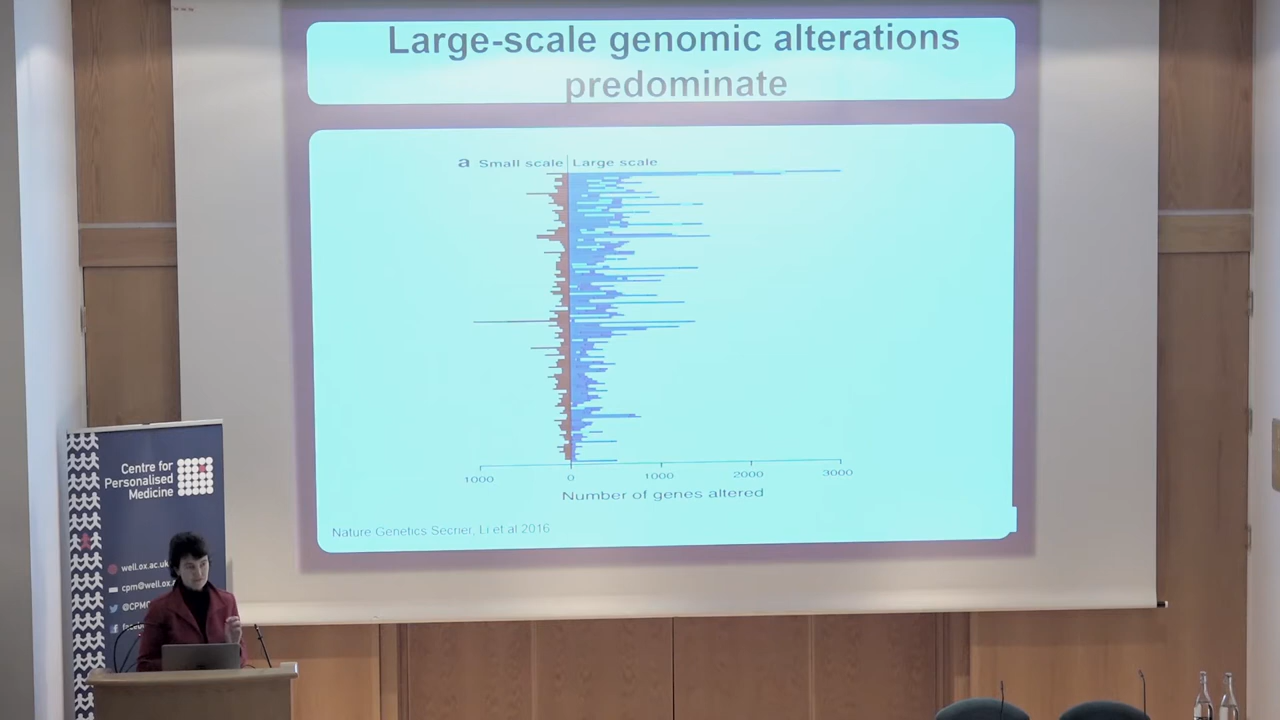 Large-scale genomic alterations
predominate
a Small scale Large scale
1000 0 1000 2000 3000
Number of genes altered
Nature Genetics Secrier, Li et.al 2016
Centre for
Personalised
Medicine
well.ox.ac.uk
cpm@well.ox.